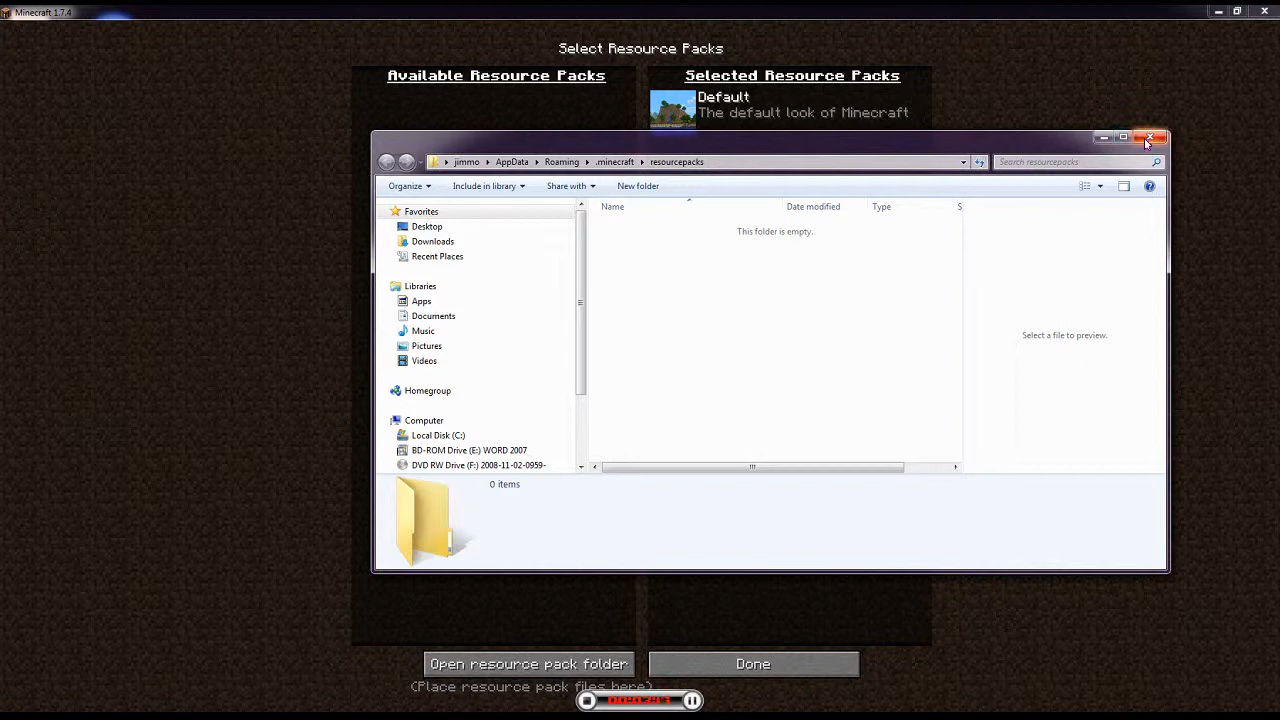 Minecraft 1.7.4
Select Resource Packs
Available Resource Packs
Selected Resource Packs
Default
The default look of Minecraft
jimmo AppData Roaming .minecraft resourcepacks
Search resourcepacks
Organize Include in library Share with New folder
Name Date modified Type S
This folder is empty.
Favorites
Desktop
Downloads
Recent Places
Libraries
Apps
Documents
Music
Pictures
Videos
Homegroup
Computer
Local Disk (C:)
BD-ROM Drive (E:) WORD 2007
DVD RW Drive (F:) 2008-11-02-0959-
Select a file to preview.
0 items
Open resource pack folder
Done
(Place resource pack files here)